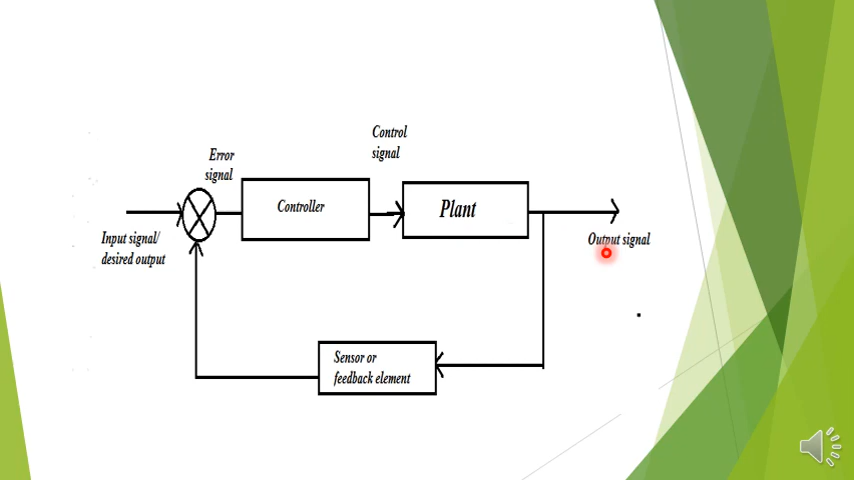 Control
signal
Error
signal
Controller
Plant
Input signal/
desired output
Output signal
Sensor or
feedback element